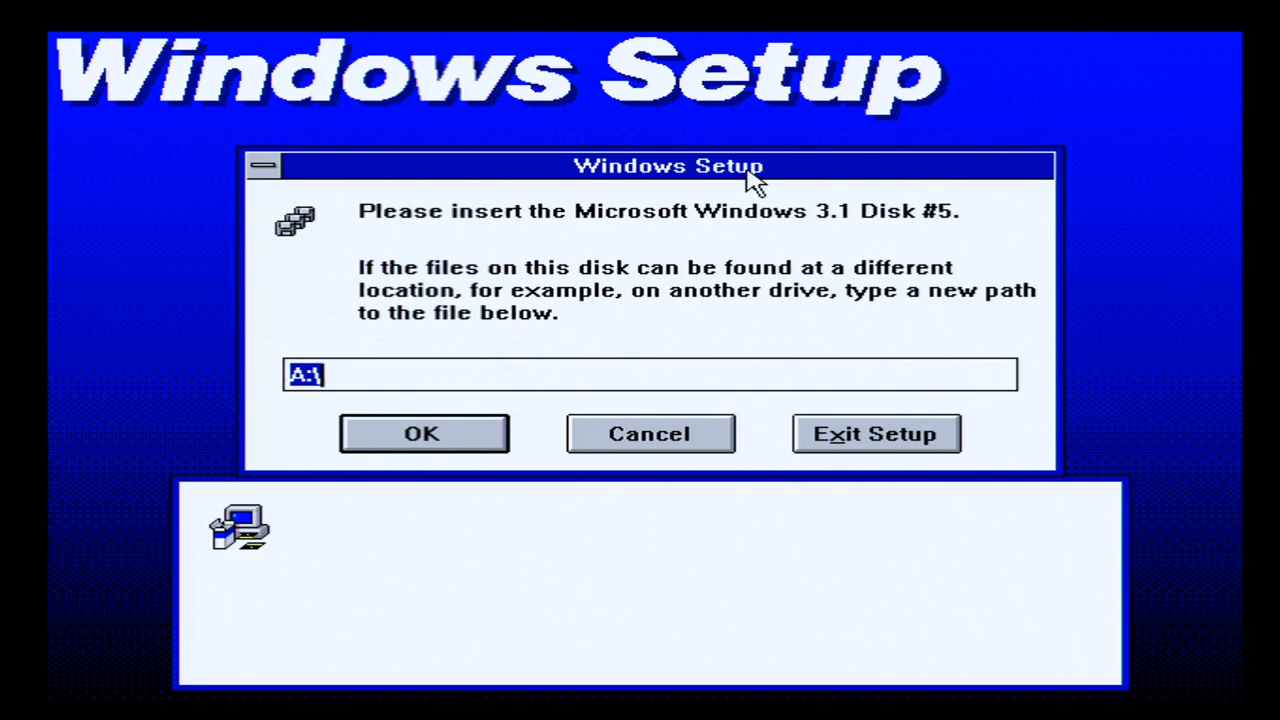 Windows Setup
Windows Setup
Please insert the Microsoft Windows 3.1 Disk #5.
If the files on this disk can be found at a different
location, for example, on another drive, type a new path
to the file below.
A:\
OK
Cancel
Exit Setup